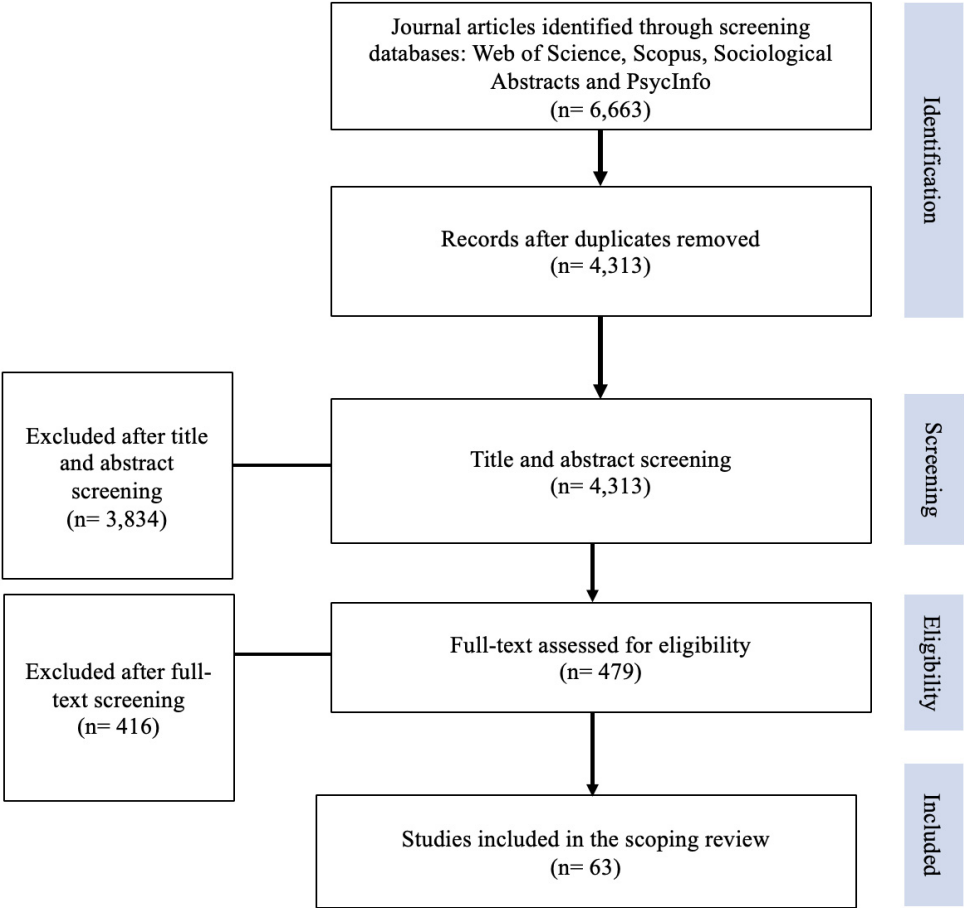 Journal articles identified through screening
databases: Web of Science, Scopus, Sociological
Abstracts and PsycInfo
(n= 6,663)
Identification
Records after duplicates removed
(n= 4,313)
Excluded after title
and abstract
screening
(n= 3,834)
Title and abstract screening
(n= 4,313)
Screening
Excluded after full-
text screening
(n= 416)
Full-text assessed for eligibility
(n= 479)
Eligibility
Studies included in the scoping review
(n= 63)
Included